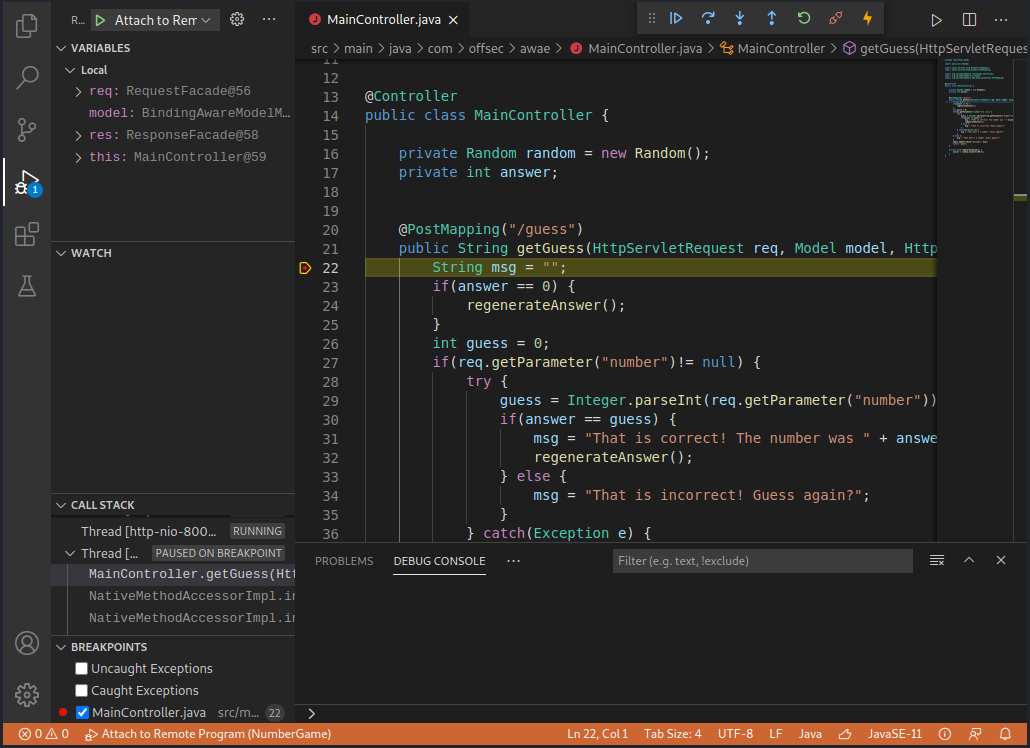 R...
Attach to Rem
...
MainController.java
src > main > java > com > offsec > awae > MainController.java > MainController > getGuess(HttpServletReques
VARIABLES
Local
req: RequestFacade@56
model: BindingAwareModelM...
res: ResponseFacade@58
this: MainController@59
WATCH
CALL STACK
Thread [http-nio-800... RUNNING
Thread [... PAUSED ON BREAKPOINT
MainController.getGuess(Htt
NativeMethodAccessorImpl.in
NativeMethodAccessorImpl.in
BREAKPOINTS
Uncaught Exceptions
Caught Exceptions
MainController.java src/m... 22
1
11
12
13 @Controller
14 public class MainController {
15
16 private Random random = new Random();
17 private int answer;
18
19
20 @PostMapping("/guess")
21 public String getGuess(HttpServletRequest req, Model model, Http
22 String msg = "";
23 if(answer == 0) {
24 regenerateAnswer();
25 }
26 int guess = 0;
27 if(req.getParameter("number")!= null) {
28 try {
29 guess = Integer.parseInt(req.getParameter("number"))
30 if(answer == guess) {
31 msg = "That is correct! The number was " + answe
32 regenerateAnswer();
33 } else {
34 msg = "That is incorrect! Guess again?";
35 }
36 } catch(Exception e) {
PROBLEMS DEBUG CONSOLE ... Filter (e.g. text, !exclude)
>
0 0 Attach to Remote Program (NumberGame) Ln 22, Col 1 Tab Size: 4 UTF-8 LF Java JavaSE-11